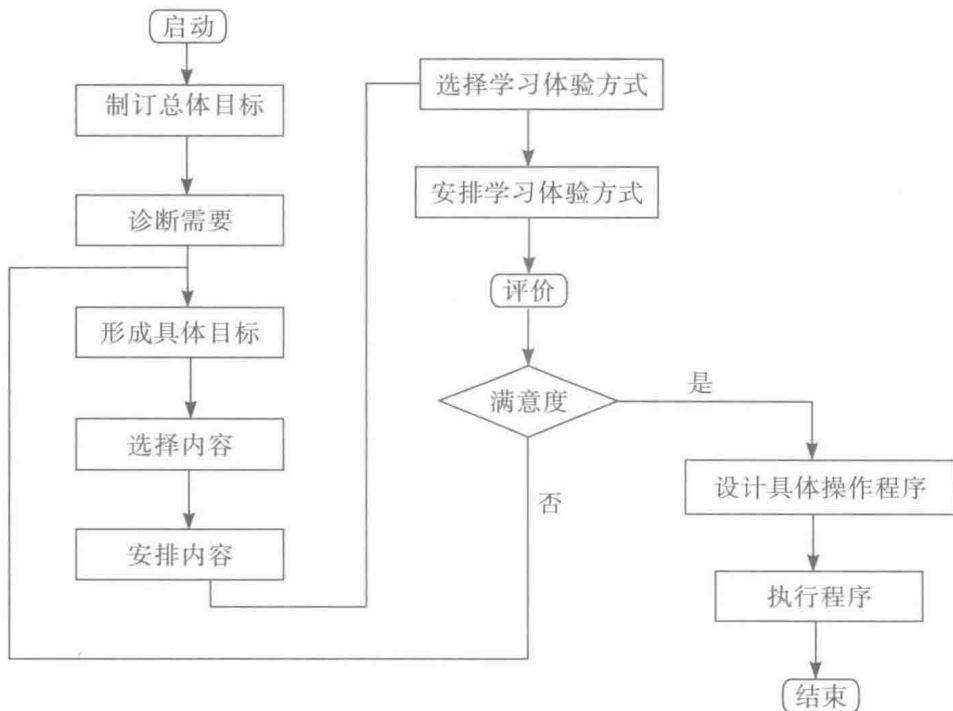 启动
制订总体目标
诊断需要
形成具体目标
选择内容
安排内容
选择学习体验方式
安排学习体验方式
评价
满意度
是
否
设计具体操作程序
执行程序
结束